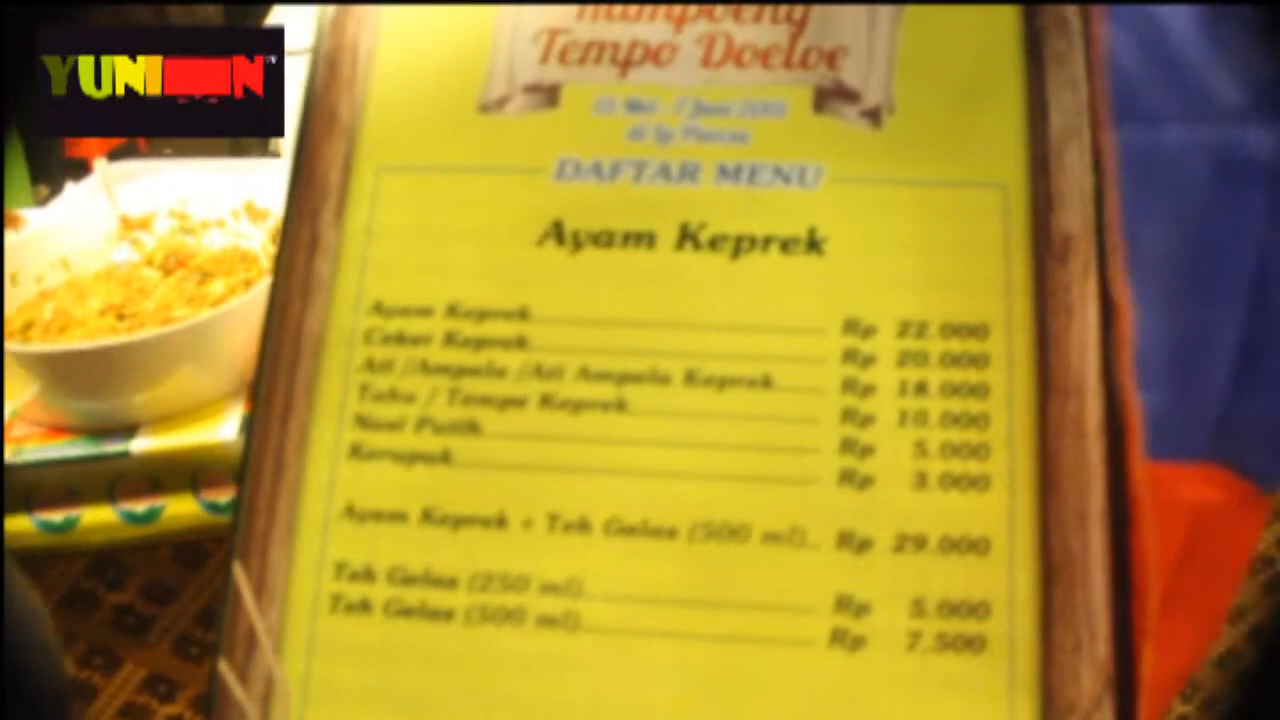 Tempo Doeloe
DAFTAR MENU
Ayam Keprek
Ayam Keprek Rp 22.000
Ceker Keprek Rp 20.000
Ati /Ampela /Ati Ampela Keprek Rp 18.000
Tahu / Tempe Keprek Rp 10.000
Nasi Putih Rp 5.000
Kerupuk Rp 3.000
Ayam Keprek + Teh Gelas (500 ml).. Rp 29.000
Teh Gelas (250 ml) Rp 5.000
Teh Gelas (500 ml) Rp 7.500